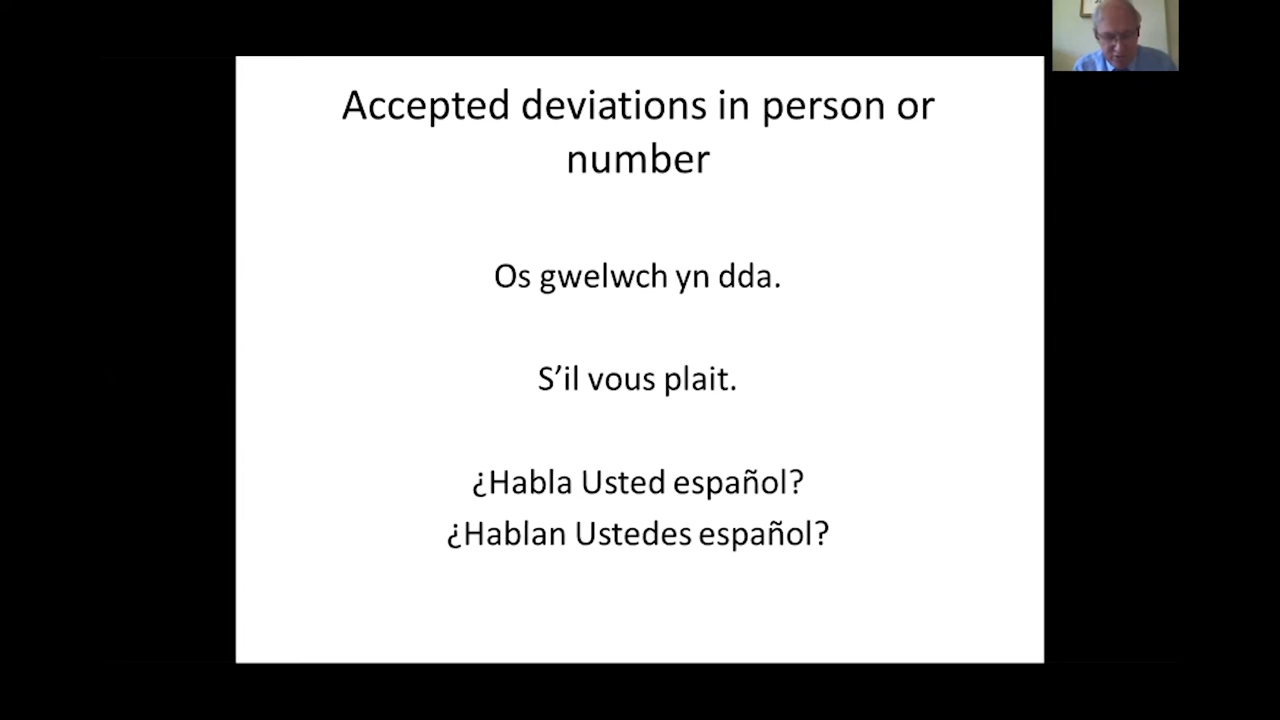 Accepted deviations in person or
number
Os gwelwch yn dda.
S’il vous plait.
¿Habla Usted español?
¿Hablan Ustedes español?